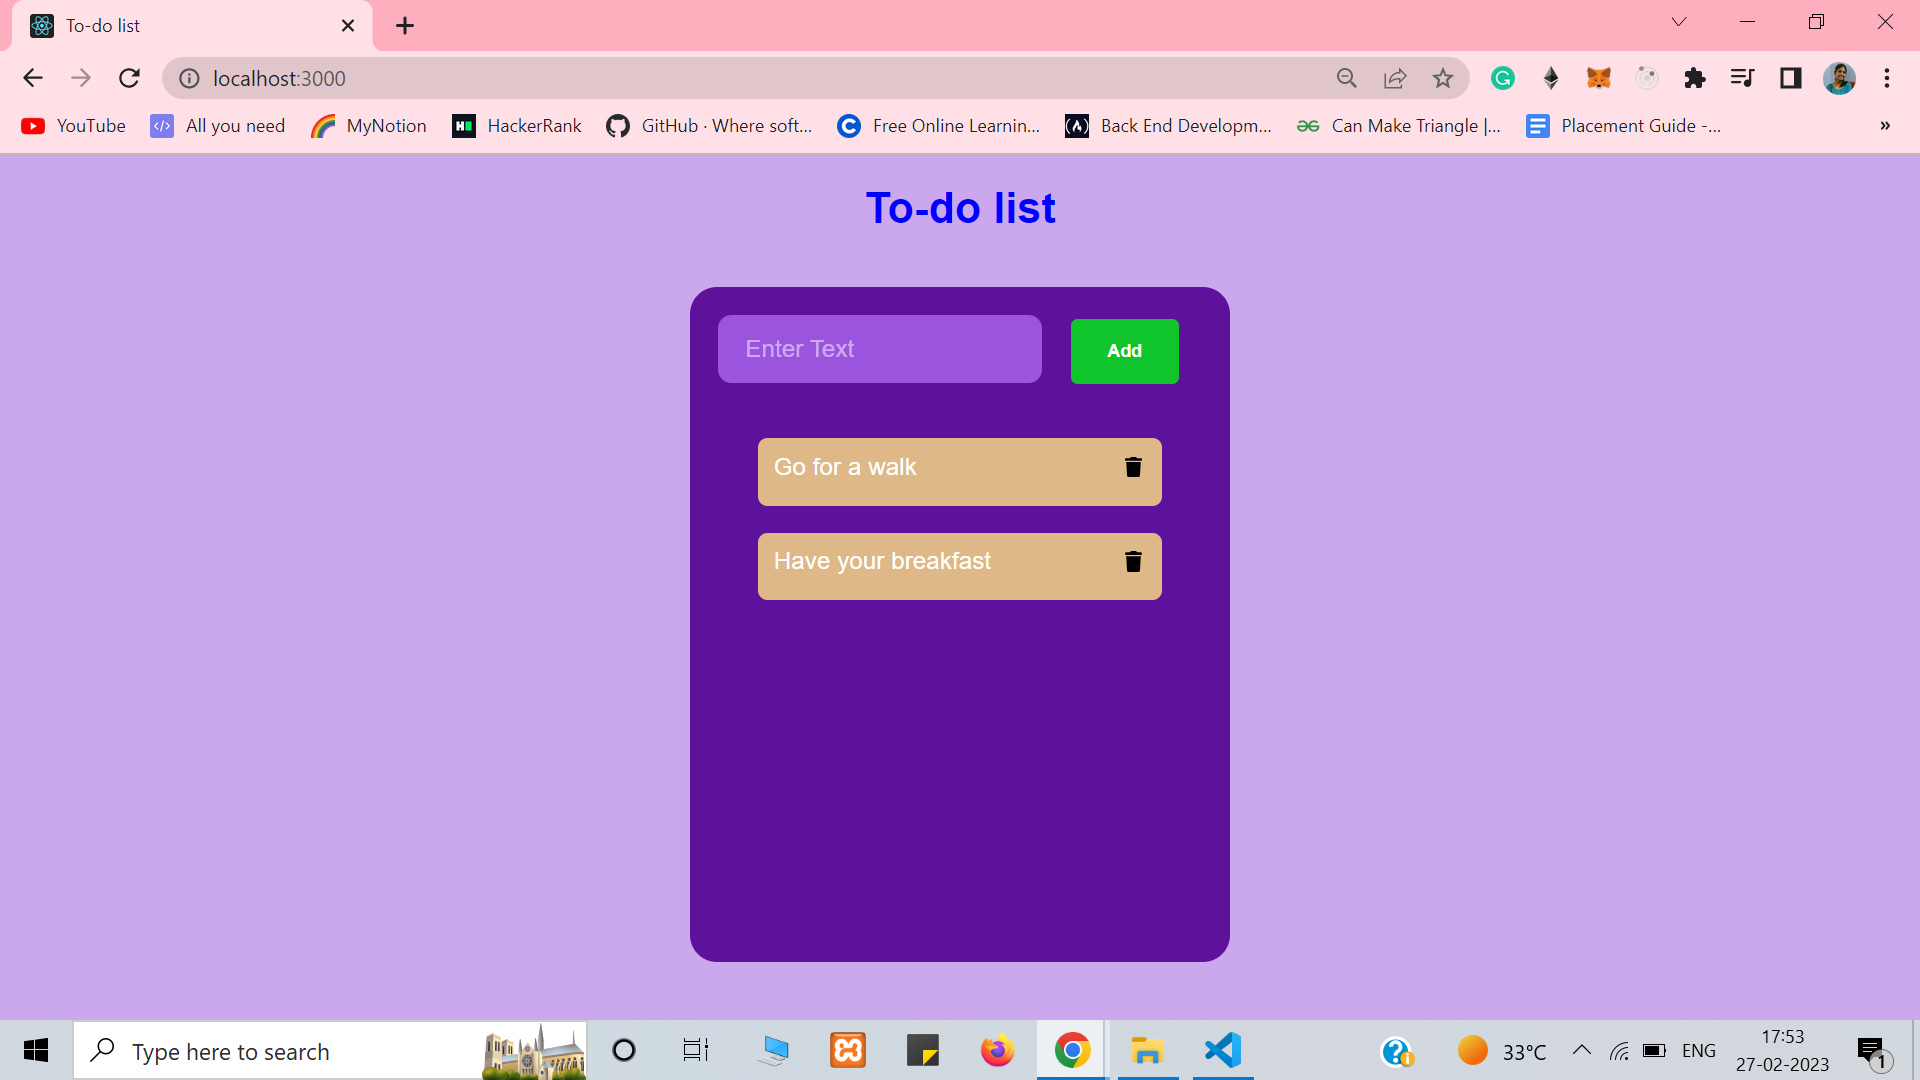 To-do list
localhost:3000
YouTube
All you need
MyNotion
HackerRank
GitHub · Where soft...
Free Online Learnin...
Back End Developm...
Can Make Triangle |...
Placement Guide -...
»
To-do list
Enter Text
Add
Go for a walk
Have your breakfast
Type here to search
33°C
ENG
17:53
27-02-2023
1